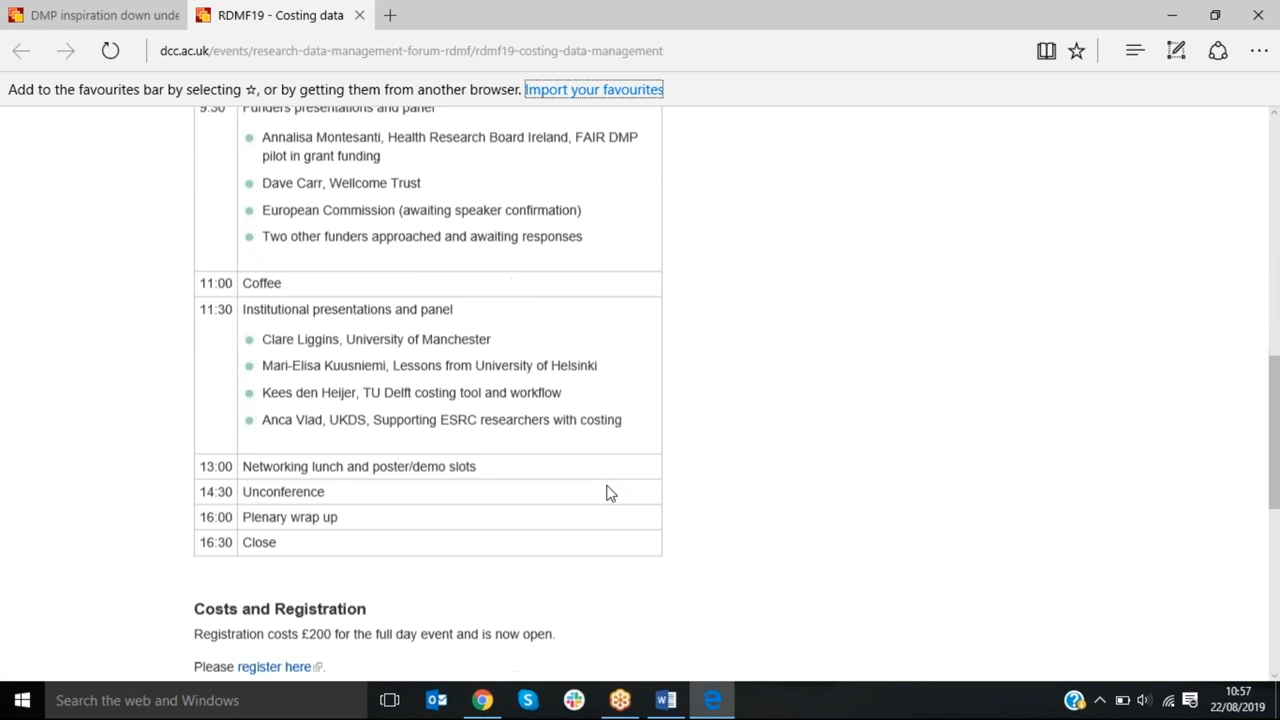 DMP inspiration down unde
RDMF19 - Costing data
dcc.ac.uk/events/research-data-management-forum-rdmf/rdmf19-costing-data-management
Add to the favourites bar by selecting ☆, or by getting them from another browser. Import your favourites
9:30 Funders presentations and panel
Annalisa Montesanti, Health Research Board Ireland, FAIR DMP
pilot in grant funding
Dave Carr, Wellcome Trust
European Commission (awaiting speaker confirmation)
Two other funders approached and awaiting responses
11:00 Coffee
11:30 Institutional presentations and panel
Clare Liggins, University of Manchester
Mari-Elisa Kuusniemi, Lessons from University of Helsinki
Kees den Heijer, TU Delft costing tool and workflow
Anca Vlad, UKDS, Supporting ESRC researchers with costing
13:00 Networking lunch and poster/demo slots
14:30 Unconference
16:00 Plenary wrap up
16:30 Close
Costs and Registration
Registration costs £200 for the full day event and is now open.
Please register here.
Search the web and Windows
10:57
22/08/2019